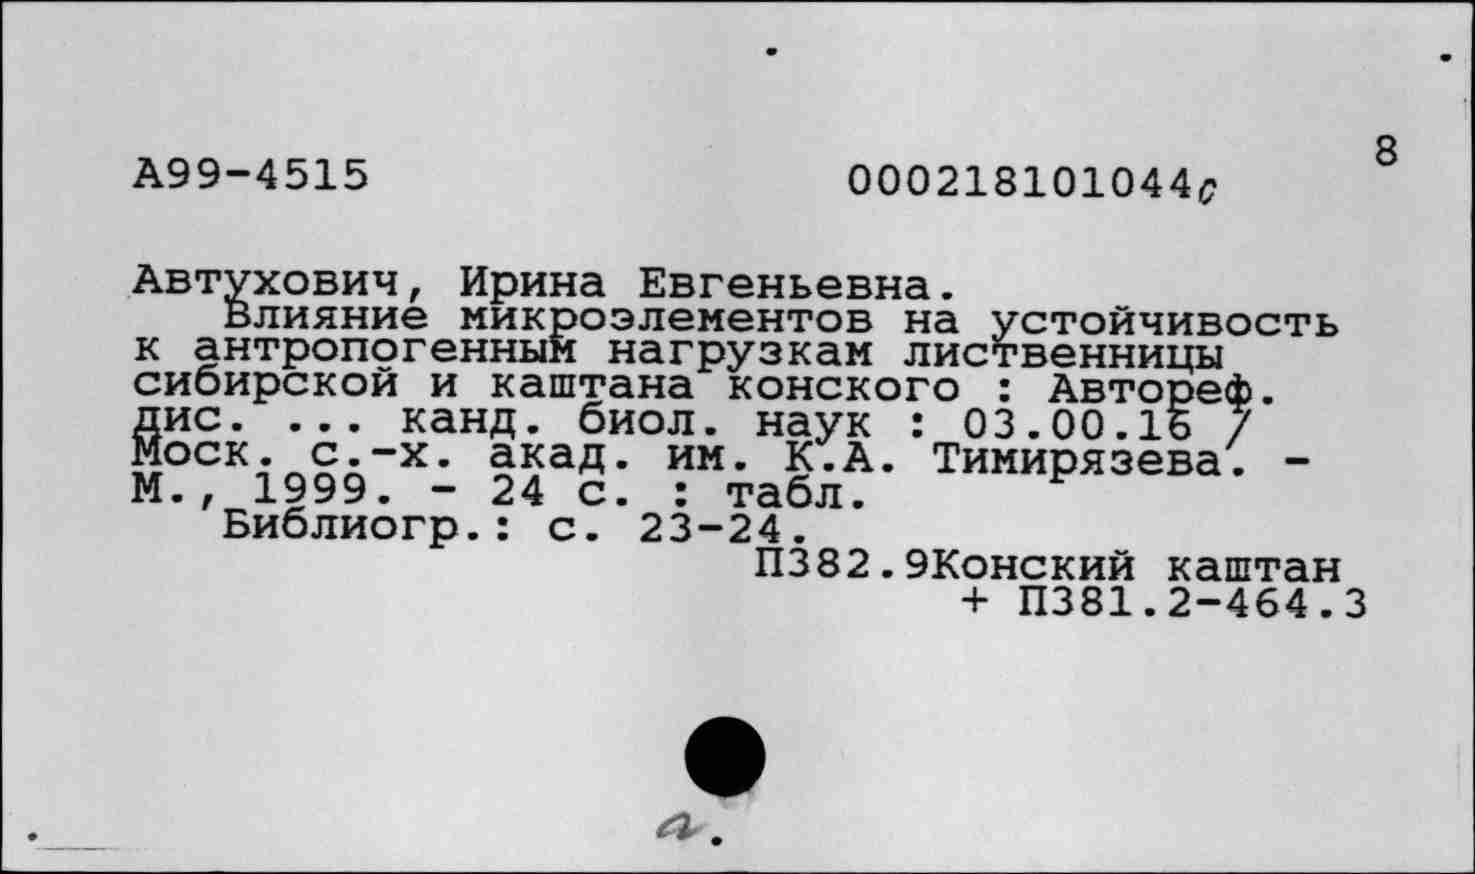 8
А99-4515 000218101044с
Автухович, Ирина Евгеньевна.
Влияние микроэлементов на устойчивость
к антропогенным нагрузкам лиственницы
сибирской и каштана конского : Автореф.
дис. ... канд. биол. наук : 03.00.16 /
Моск. с.-х. акад. им. К.А. Тимирязева. -
М., 1999. - 24 с. : табл.
Библиогр.: с. 23-24.
П382.9Конский каштан
+ П381.2-464.3
а.